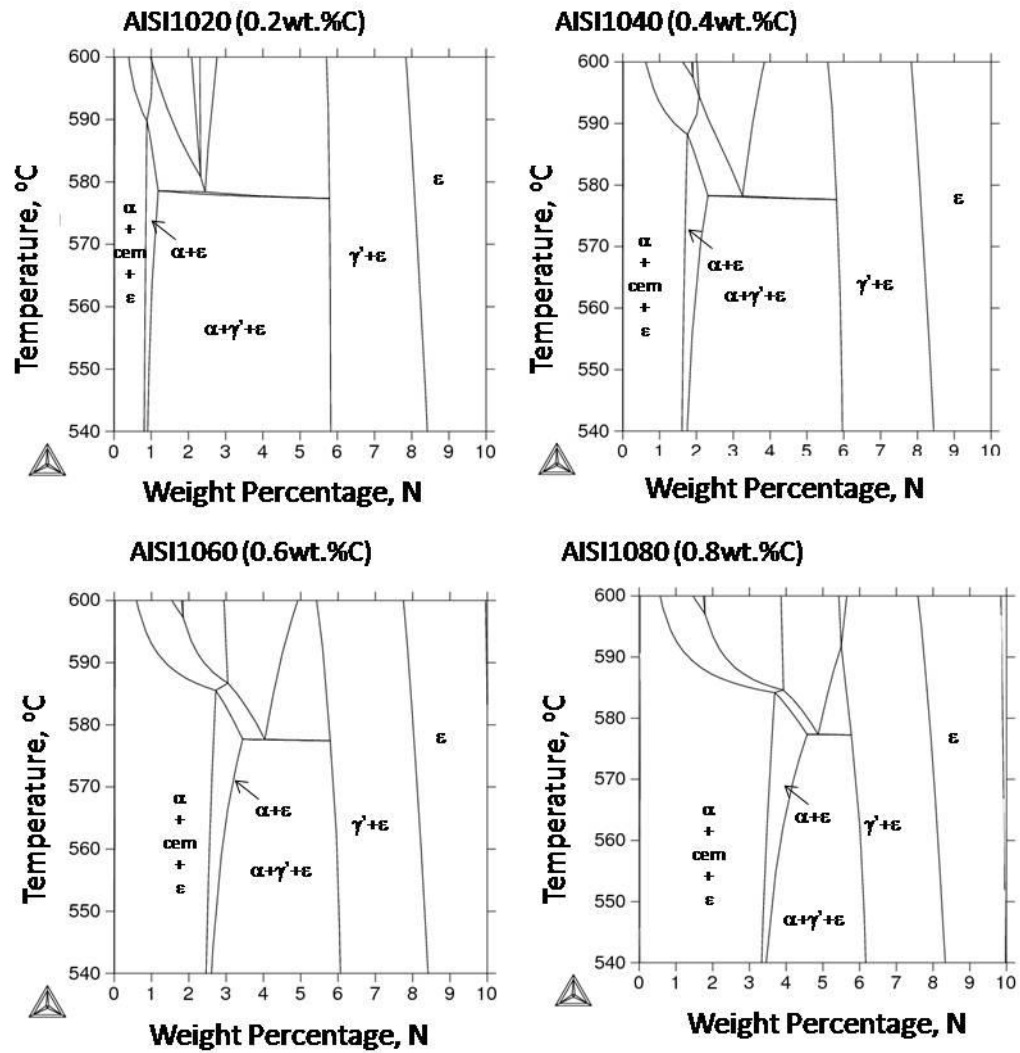 AISI1020 (0.2wt.%C)
Temperature, ºC
600
590
580
570
560
550
540
α
+
cem
+
ε
α+ε
α+γ'+ε
γ'+ε
ε
0 1 2 3 4 5 6 7 8 9 10
Weight Percentage, N
AISI1040 (0.4wt.%C)
Temperature, ºC
600
590
580
570
560
550
540
α
+
cem
+
ε
α+ε
α+γ'+ε
γ'+ε
ε
0 1 2 3 4 5 6 7 8 9 10
Weight Percentage, N
AISI1060 (0.6wt.%C)
Temperature, ºC
600
590
580
570
560
550
540
α
+
cem
+
ε
α+ε
α+γ'+ε
γ'+ε
ε
0 1 2 3 4 5 6 7 8 9 10
Weight Percentage, N
AISI1080 (0.8wt.%C)
Temperature, ºC
600
590
580
570
560
550
540
α
+
cem
+
ε
α+ε
α+γ'+ε
γ'+ε
ε
0 1 2 3 4 5 6 7 8 9 10
Weight Percentage, N